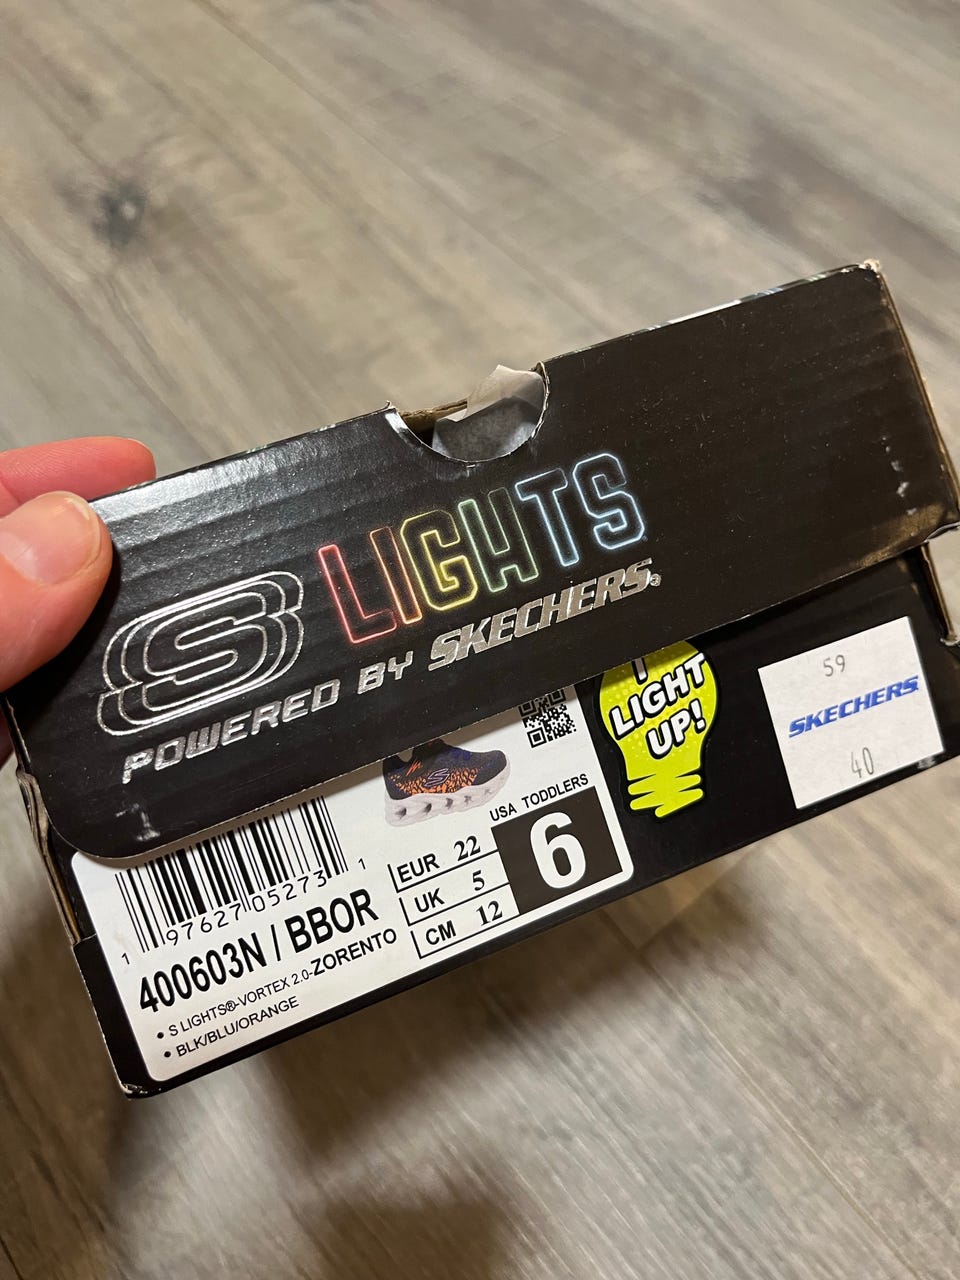 S LIGHTS
POWERED BY SKECHERS®
I
LIGHT
UP!
59
SKECHERS
40
1 97627 05273 1
400603N / BBOR
• S LIGHTS®-VORTEX 2.0-ZORENTO
• BLK/BLU/ORANGE
USA TODDLERS
6
EUR 22
UK 5
CM 12